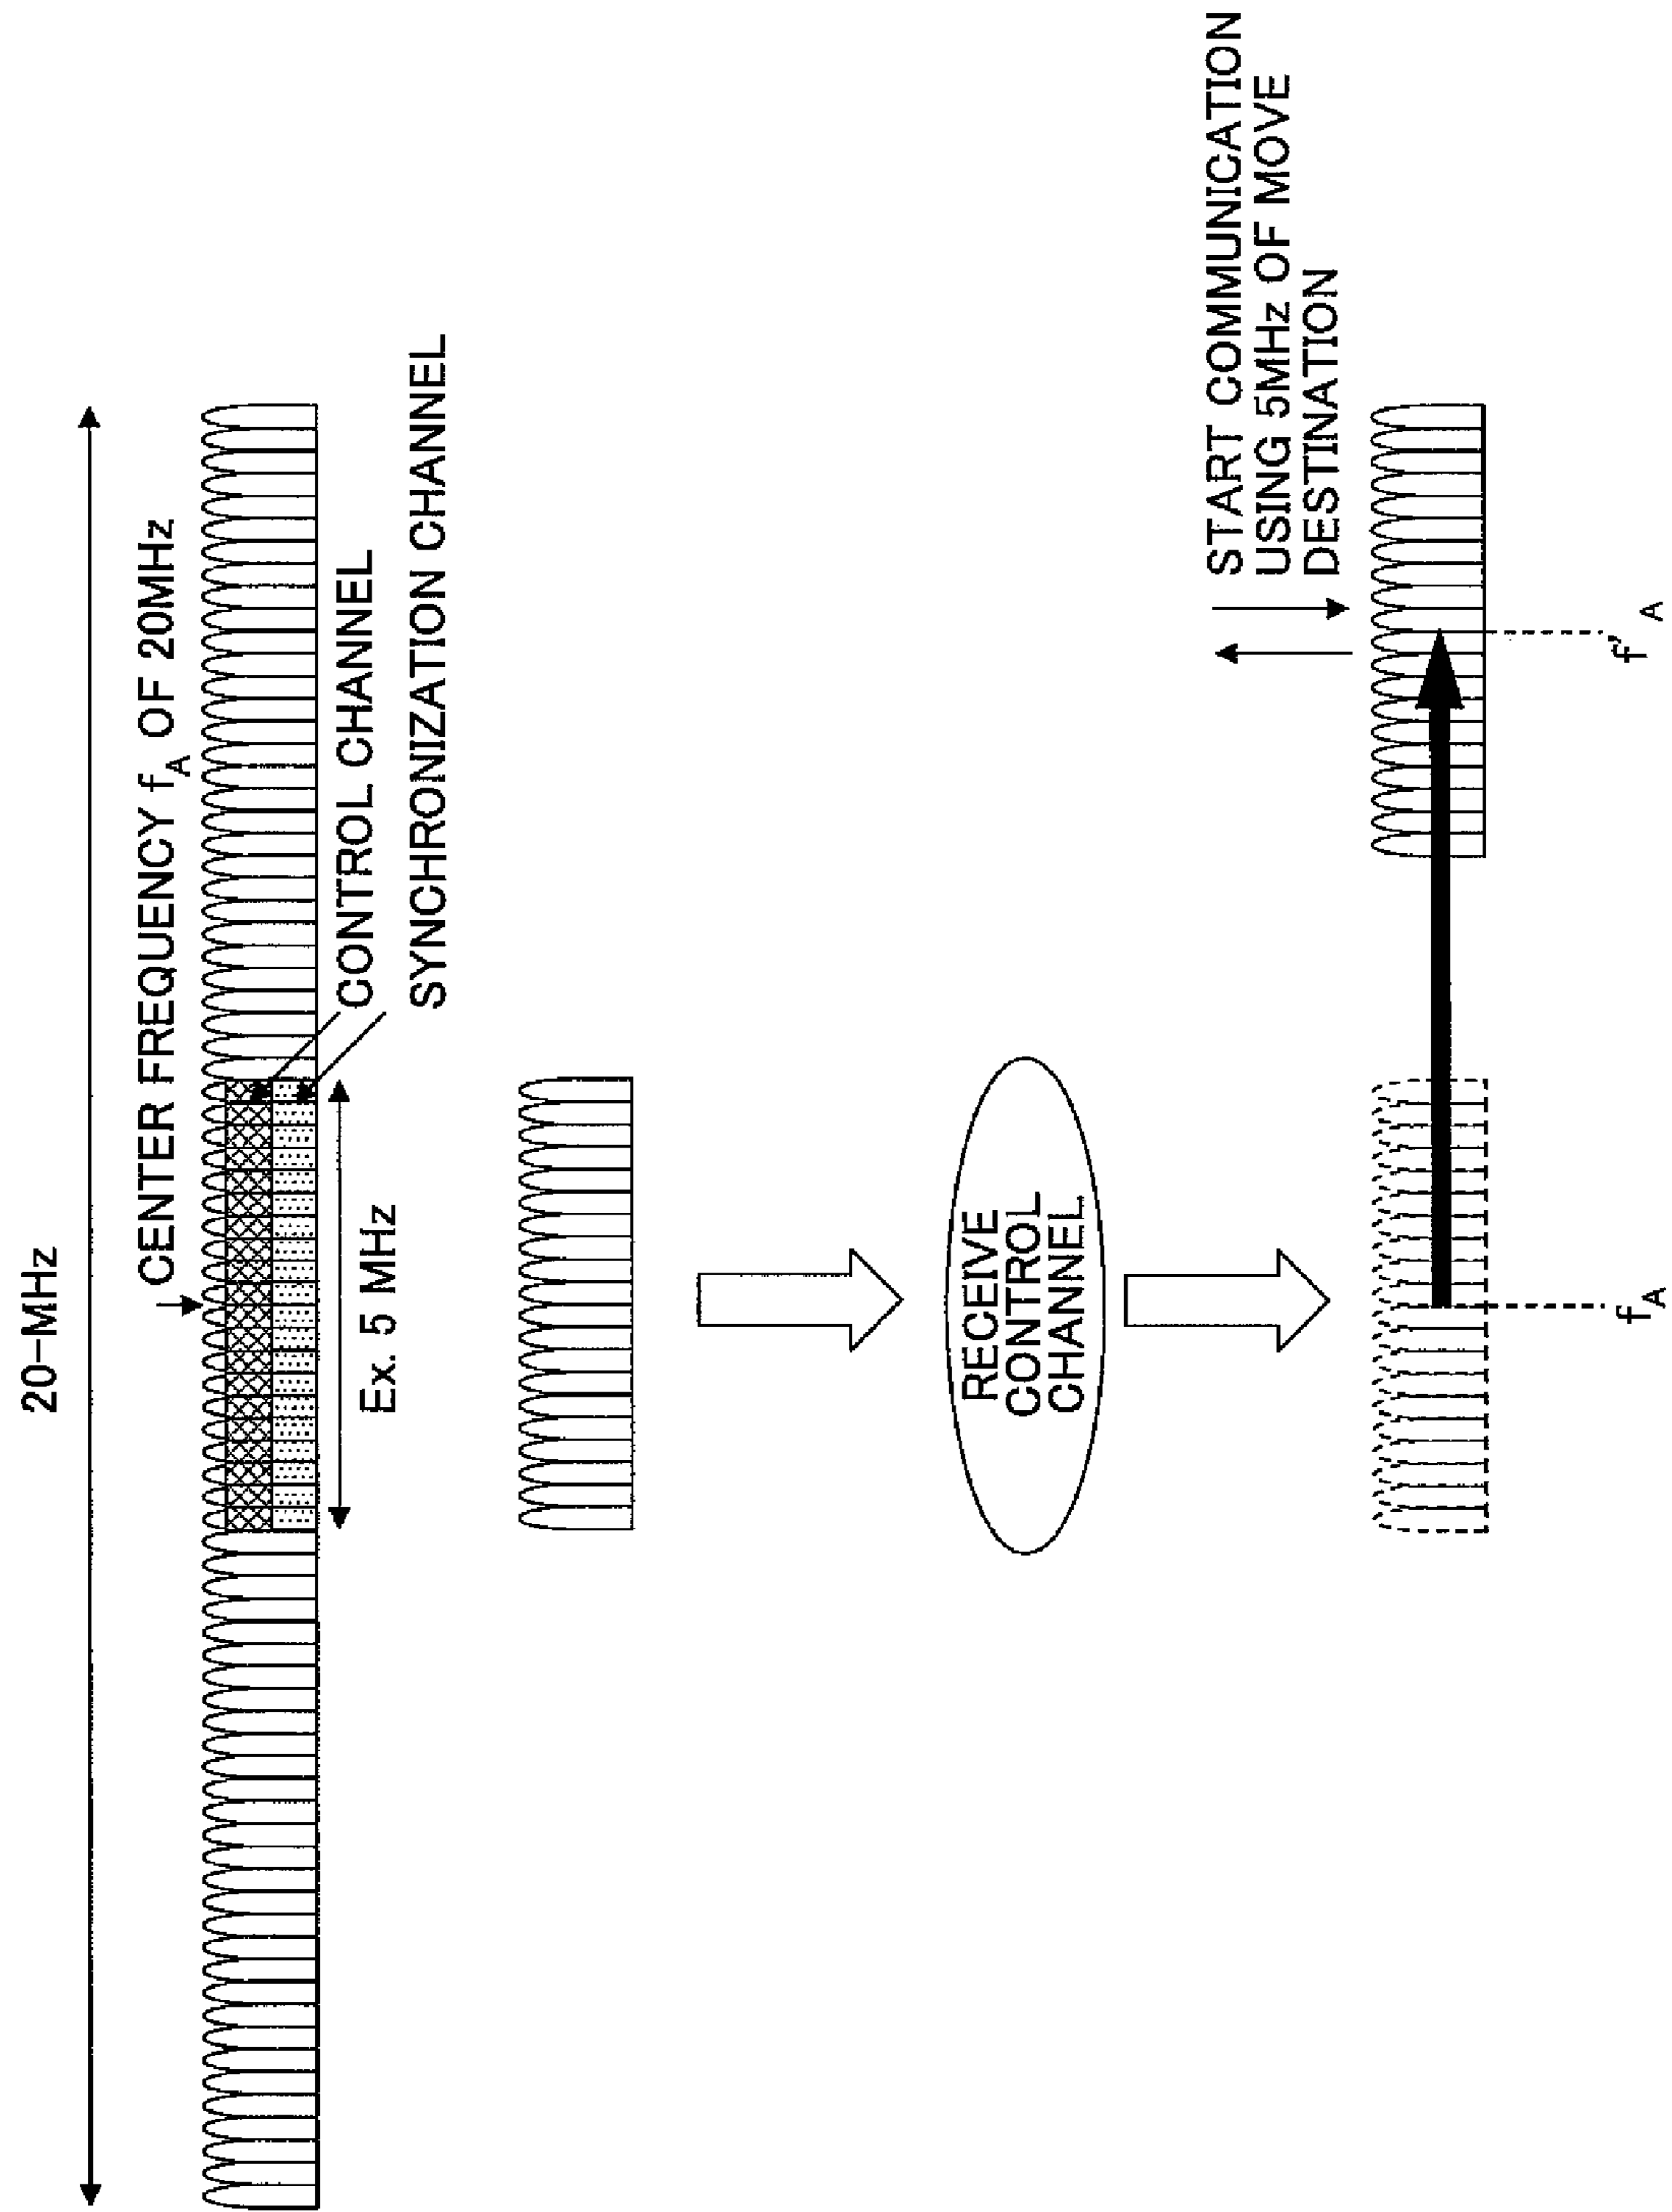 20-MHz
CENTER FREQUENCY fA OF 20MHz
CONTROL CHANNEL
SYNCHRONIZATION CHANNEL
Ex. 5 MHz
RECEIVE
CONTROL
CHANNEL
START COMMUNICATION
USING 5MHz OF MOVE
DESTINATION
fA
f'A